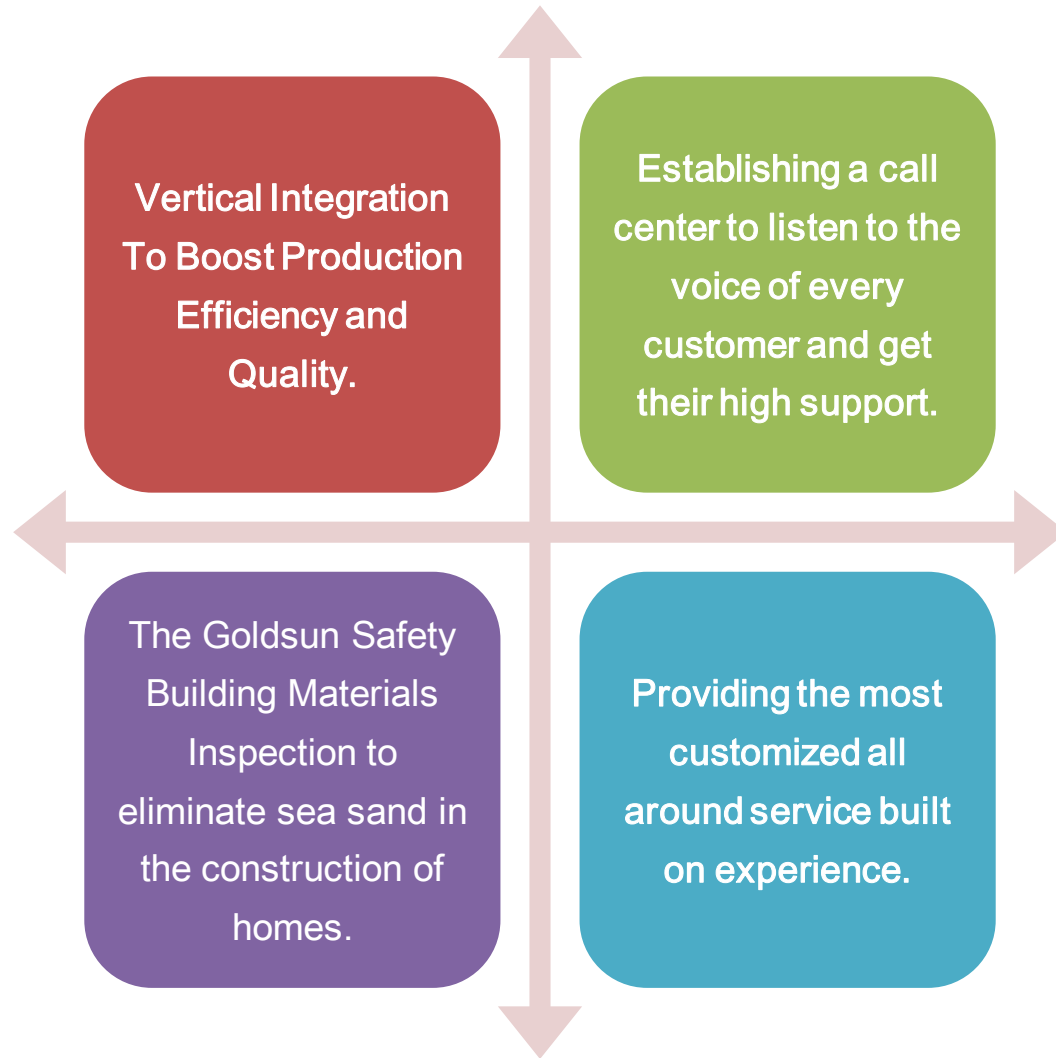 Vertical Integration
To Boost Production
Efficiency and
Quality.
Establishing a call
center to listen to the
voice of every
customer and get
their high support.
The Goldsun Safety
Building Materials
Inspection to
eliminate sea sand in
the construction of
homes.
Providing the most
customized all
around service built
on experience.